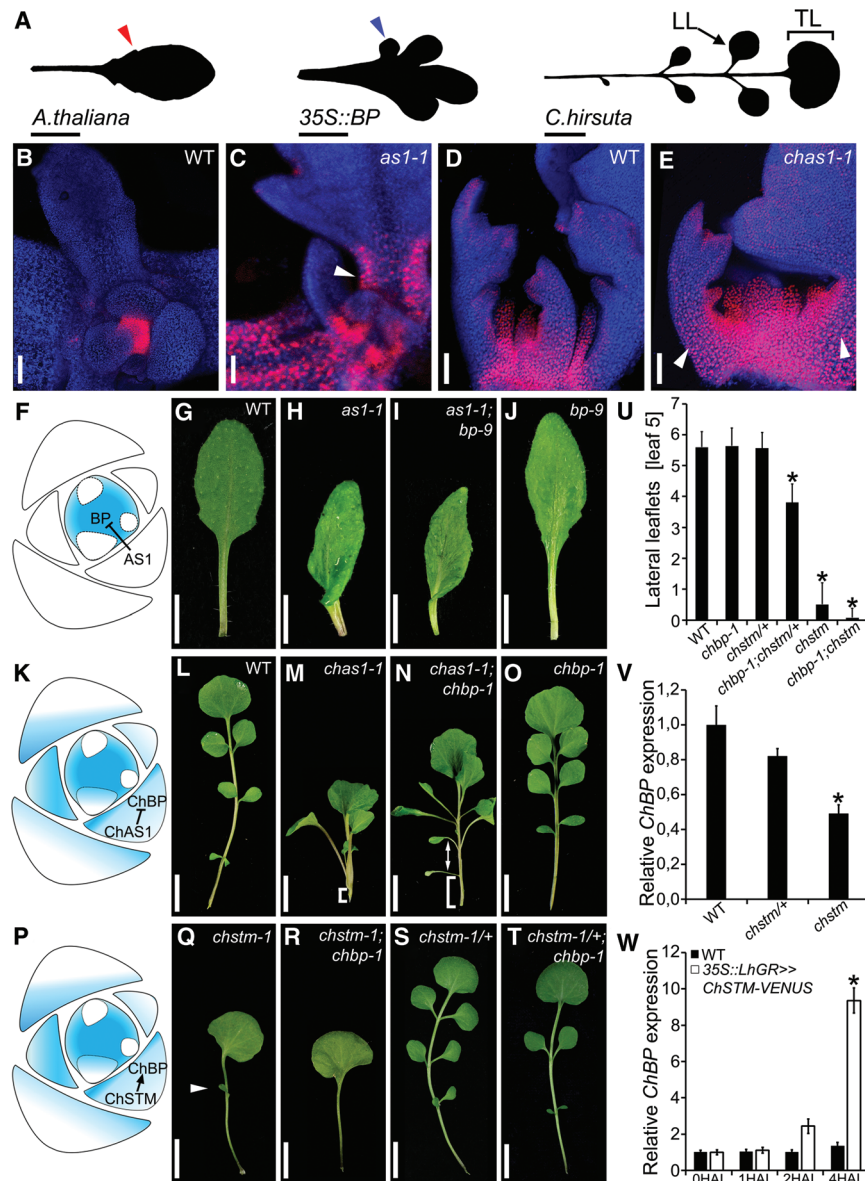 A
LL
TL
A.thaliana
35S::BP
C.hirsuta
B
WT
C
as1-1
D
WT
E
chas1-1
F
BP
AS1
G
WT
H
as1-1
I
as1-1;
bp-9
J
bp-9
U
Lateral leaflets [leaf 5]
7
6
5
4
3
2
1
0
WT
chbp-1
chstm/+
chbp-1;chstm/+
chstm
chbp-1;chstm
*
*
*
K
ChBP
ChAS1
L
WT
M
chas1-1
N
chas1-1;
chbp-1
O
chbp-1
V
Relative ChBP expression
1,2
1,0
0,8
0,6
0,4
0,2
0,0
WT
chstm/+
chstm
*
P
ChBP
ChSTM
Q
chstm-1
R
chstm-1;
chbp-1
S
chstm-1/+
T
chstm-1/+;
chbp-1
W
Relative ChBP expression
12
10
8
6
4
2
0
WT
35S::LhGR>>
ChSTM-VENUS
*
0HAI
1HAI
2HAI
4HAI